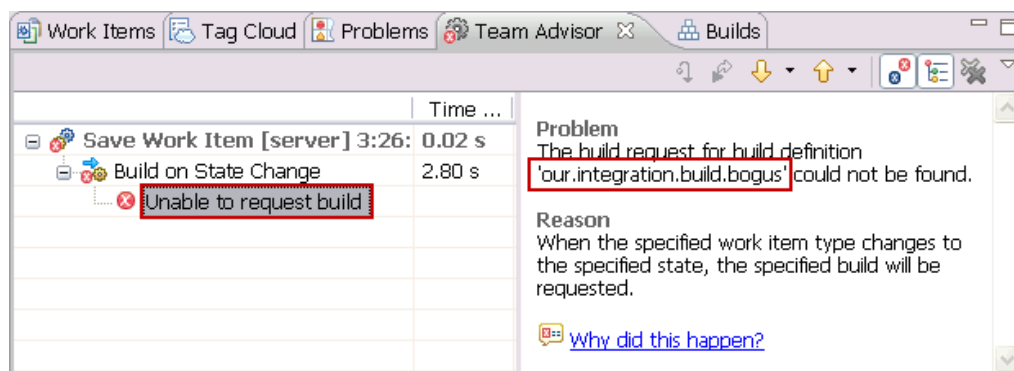 Work Items Tag Cloud Problems Team Advisor Builds
Time ...
Save Work Item [server] 3:26: 0.02 s
Build on State Change 2.80 s
Unable to request build
Problem
The build request for build definition
'our.integration.build.bogus' could not be found.
Reason
When the specified work item type changes to
the specified state, the specified build will be
requested.
Why did this happen?